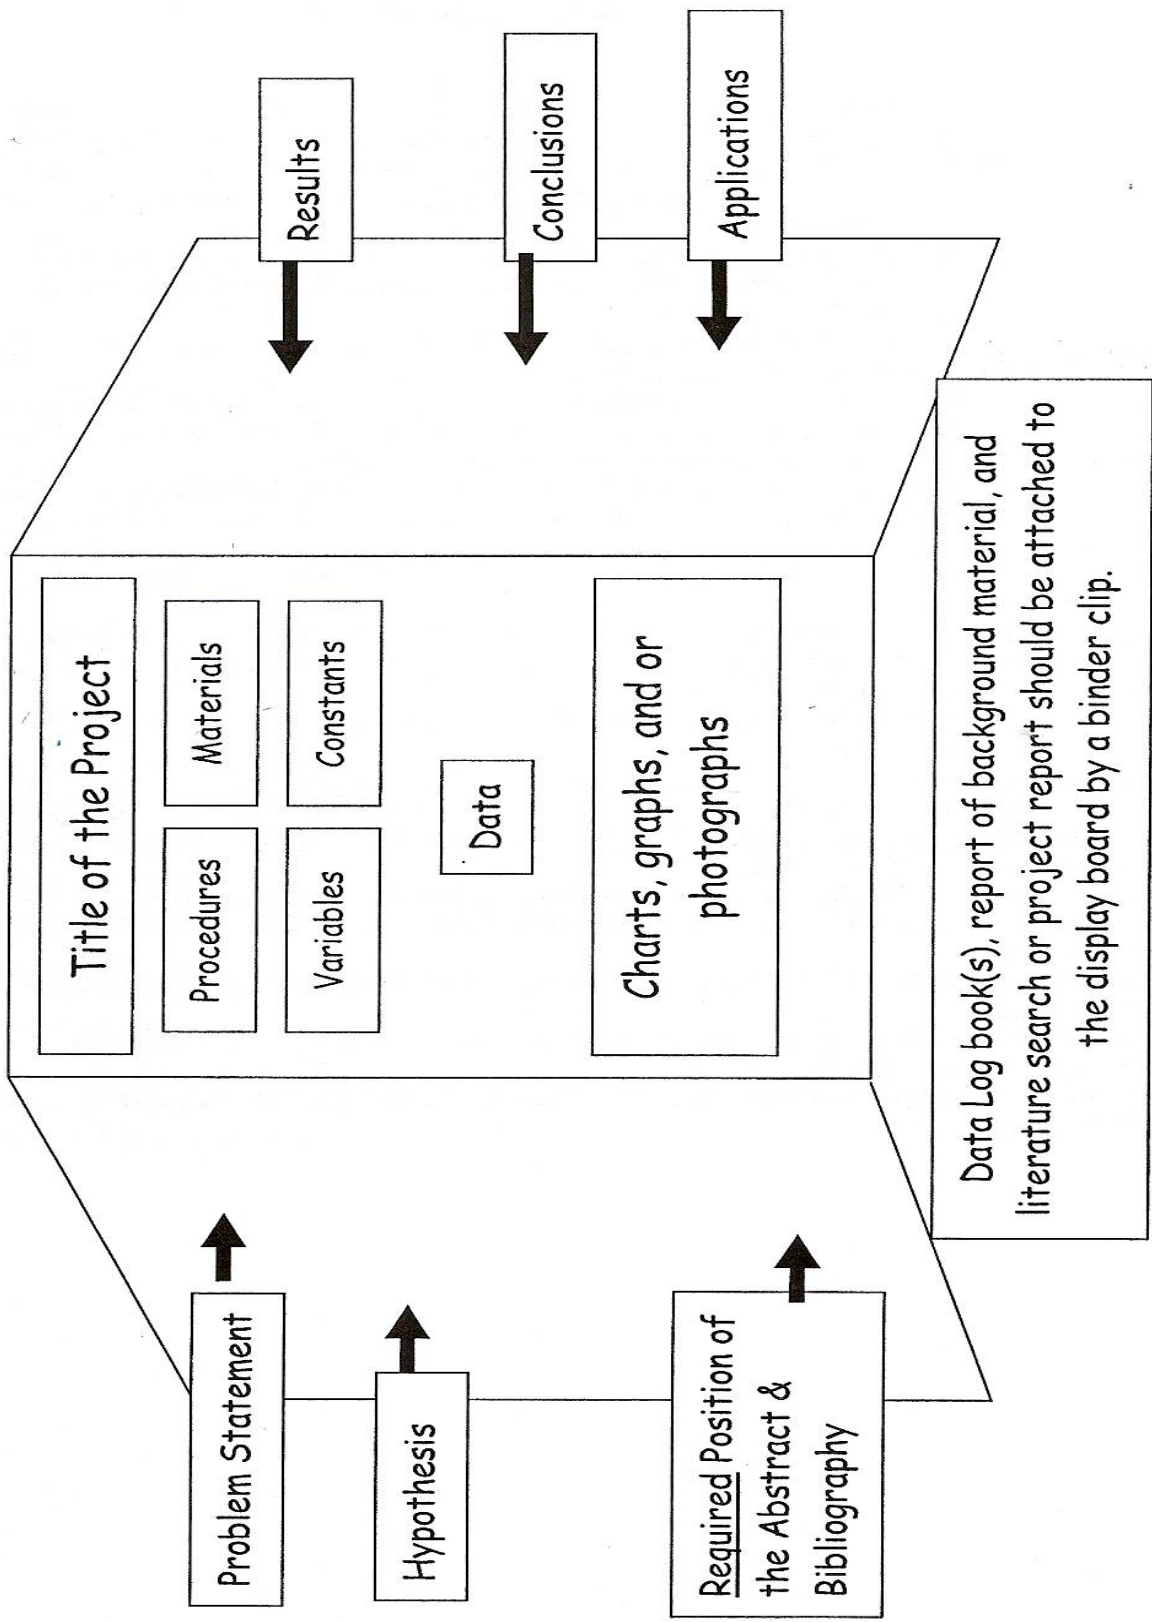 Title of the Project
Procedures
Materials
Variables
Constants
Data
Charts, graphs, and or
photographs
Problem Statement
Hypothesis
Required Position of
the Abstract &
Bibliography
Results
Conclusions
Applications
Data Log book(s), report of background material, and
literature search or project report should be attached to
the display board by a binder clip.